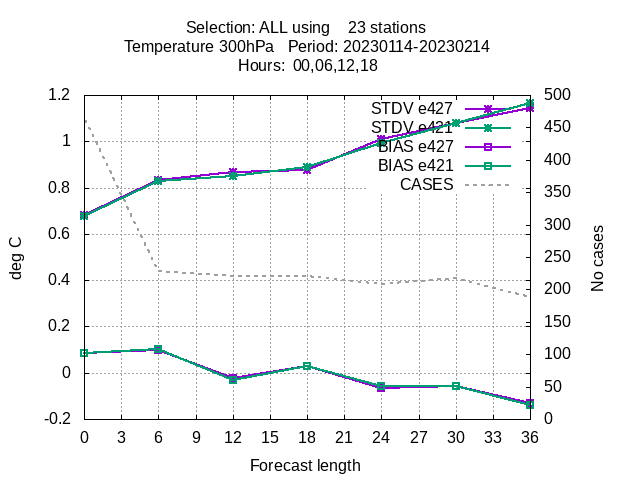 Selection: ALL using 23 stations
Temperature 300hPa Period: 20230114-20230214
Hours: 00,06,12,18
1.2
1
0.8
0.6
0.4
0.2
0
-0.2
deg C
STDV e427
STDV e421
BIAS e427
BIAS e421
CASES
500
450
400
350
300
250
200
150
100
50
0
No cases
0 3 6 9 12 15 18 21 24 27 30 33 36
Forecast length